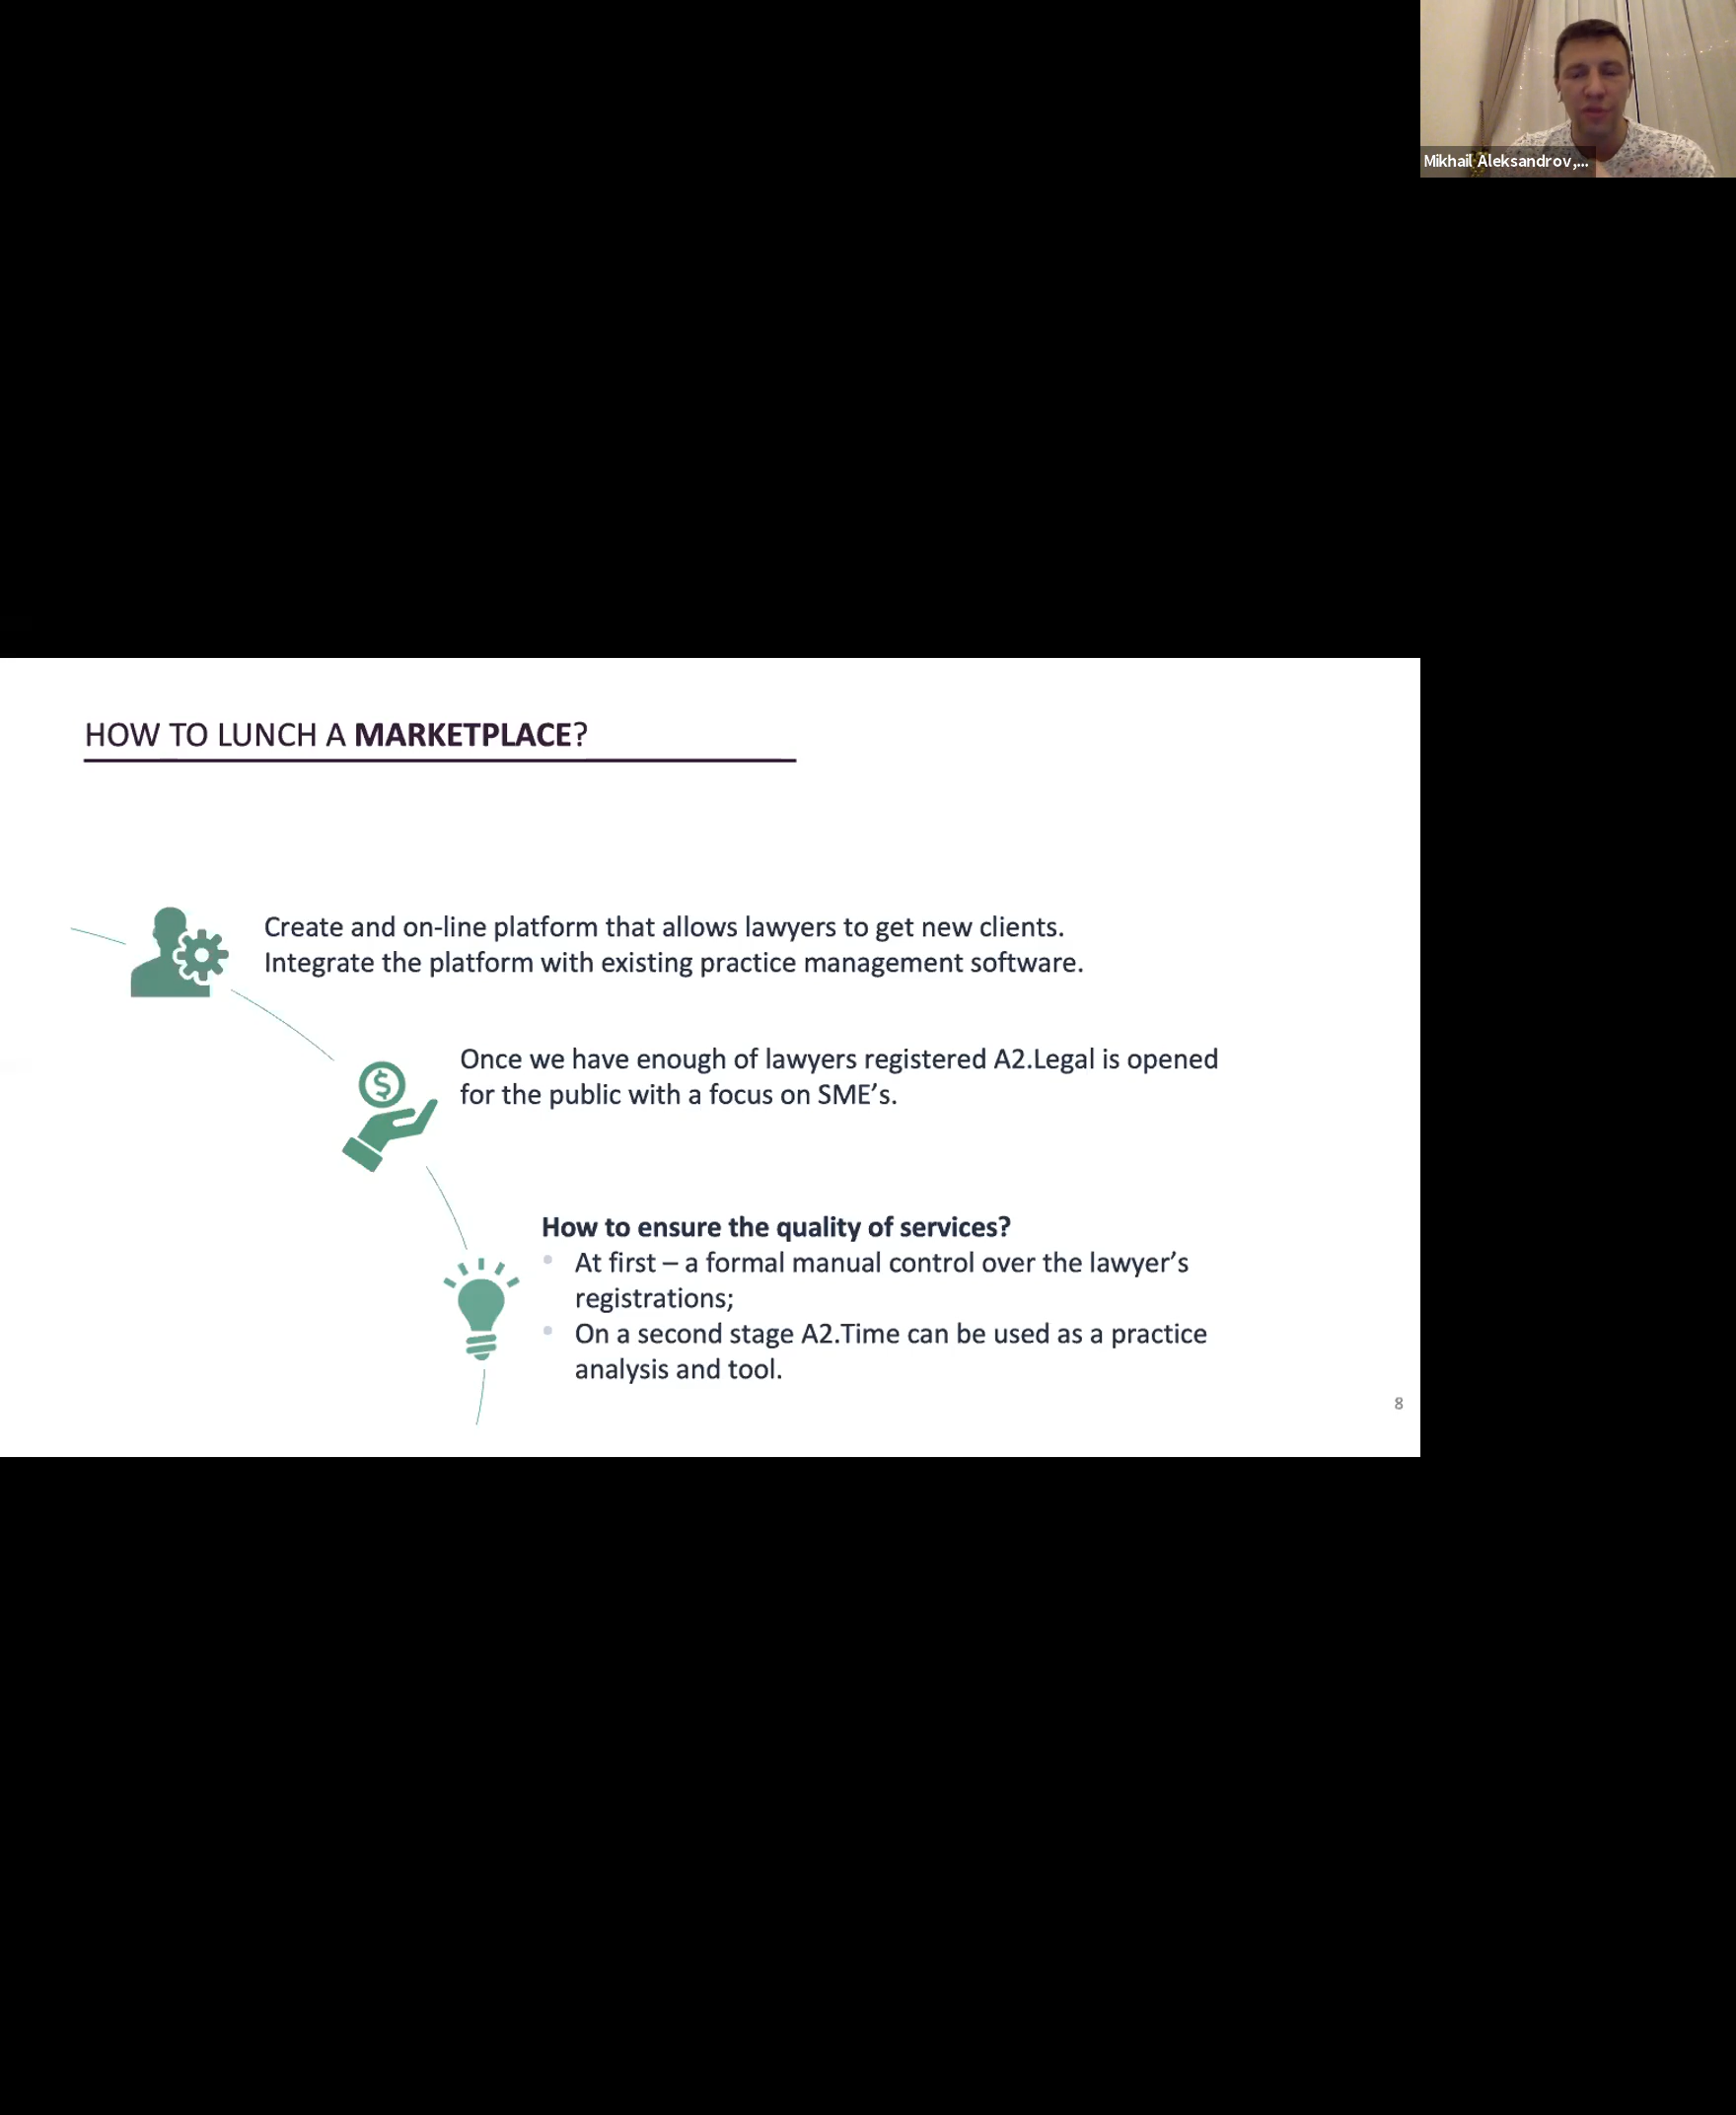 Mikhail Aleksandrov,...
HOW TO LUNCH A MARKETPLACE?
Create and on-line platform that allows lawyers to get new clients.
Integrate the platform with existing practice management software.
Once we have enough of lawyers registered A2.Legal is opened
for the public with a focus on SME’s.
How to ensure the quality of services?
At first – a formal manual control over the lawyer’s
registrations;
On a second stage A2.Time can be used as a practice
analysis and tool.
8